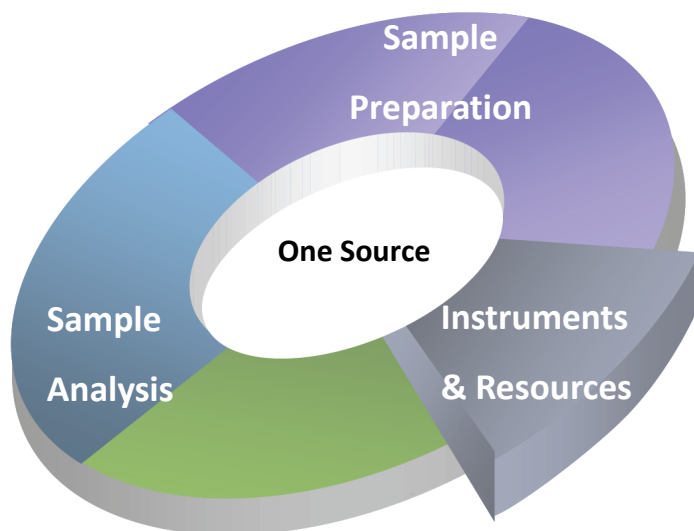 Sample
Preparation
One Source
Sample
Analysis
Instruments
& Resources